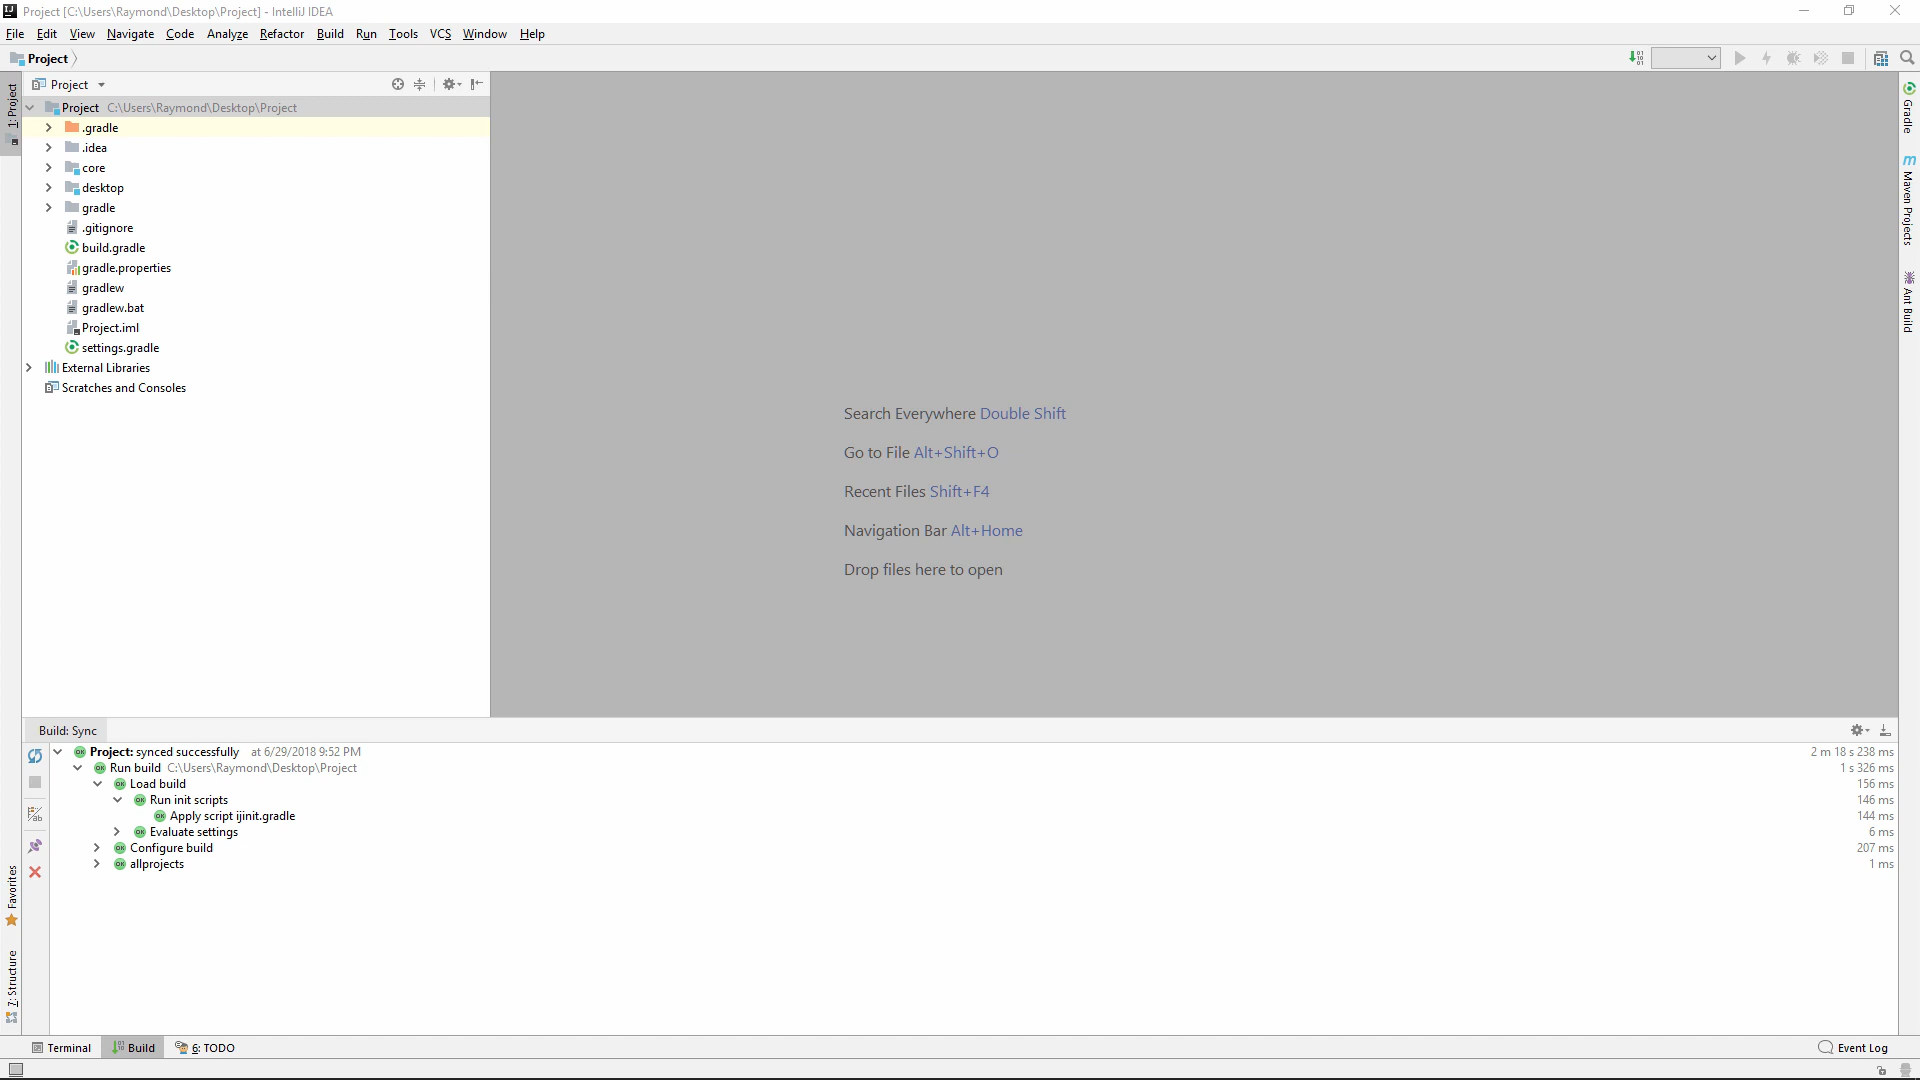 Project [C:\Users\Raymond\Desktop\Project] - IntelliJ IDEA
File Edit View Navigate Code Analyze Refactor Build Run Tools VCS Window Help
Project
Project
1: Project
Project C:\Users\Raymond\Desktop\Project
.gradle
.idea
core
desktop
gradle
.gitignore
build.gradle
gradle.properties
gradlew
gradlew.bat
Project.iml
settings.gradle
External Libraries
Scratches and Consoles
Search Everywhere Double Shift
Go to File Alt+Shift+O
Recent Files Shift+F4
Navigation Bar Alt+Home
Drop files here to open
Gradle
m
Maven Projects
Ant Build
Build: Sync
Project: synced successfully at 6/29/2018 9:52 PM 2 m 18 s 238 ms
Run build C:\Users\Raymond\Desktop\Project 1 s 326 ms
Load build 156 ms
Run init scripts 146 ms
Apply script ijinit.gradle 144 ms
Evaluate settings 6 ms
Configure build 207 ms
allprojects 1 ms
Favorites
7: Structure
Terminal Build 6: TODO Event Log